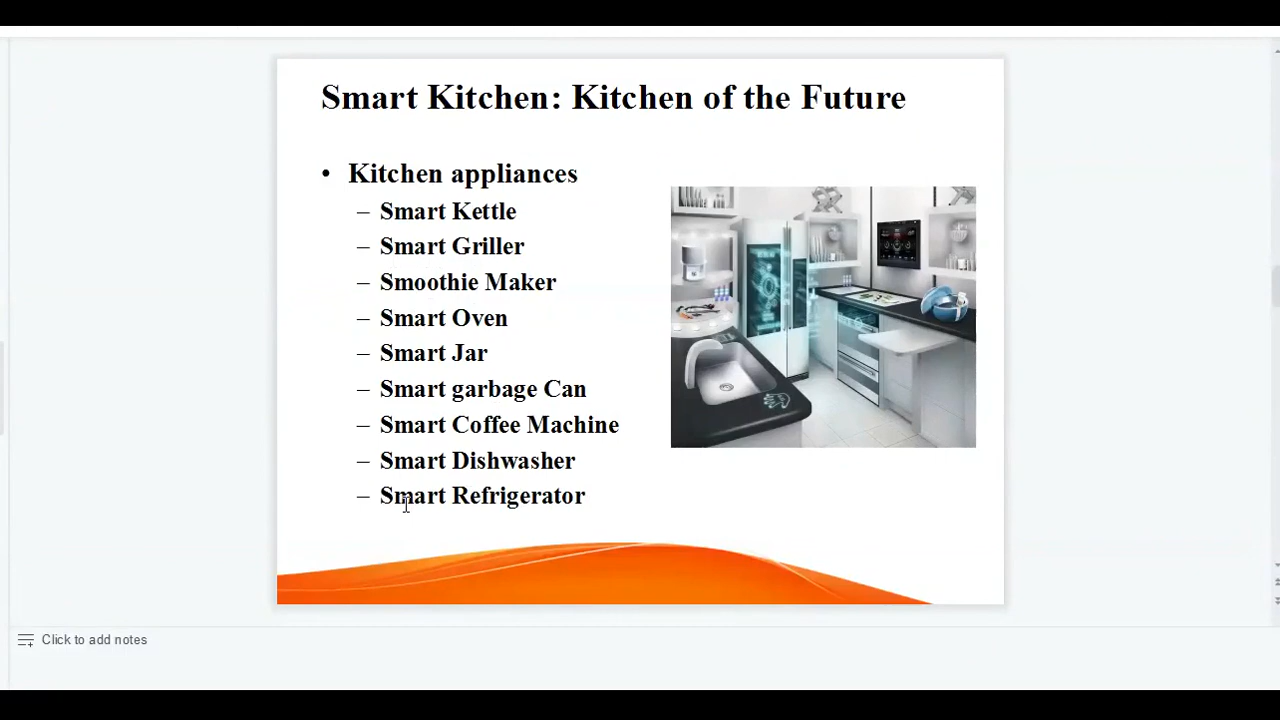 Smart Kitchen: Kitchen of the Future
• Kitchen appliances
– Smart Kettle
– Smart Griller
– Smoothie Maker
– Smart Oven
– Smart Jar
– Smart garbage Can
– Smart Coffee Machine
– Smart Dishwasher
– Smart Refrigerator
Click to add notes